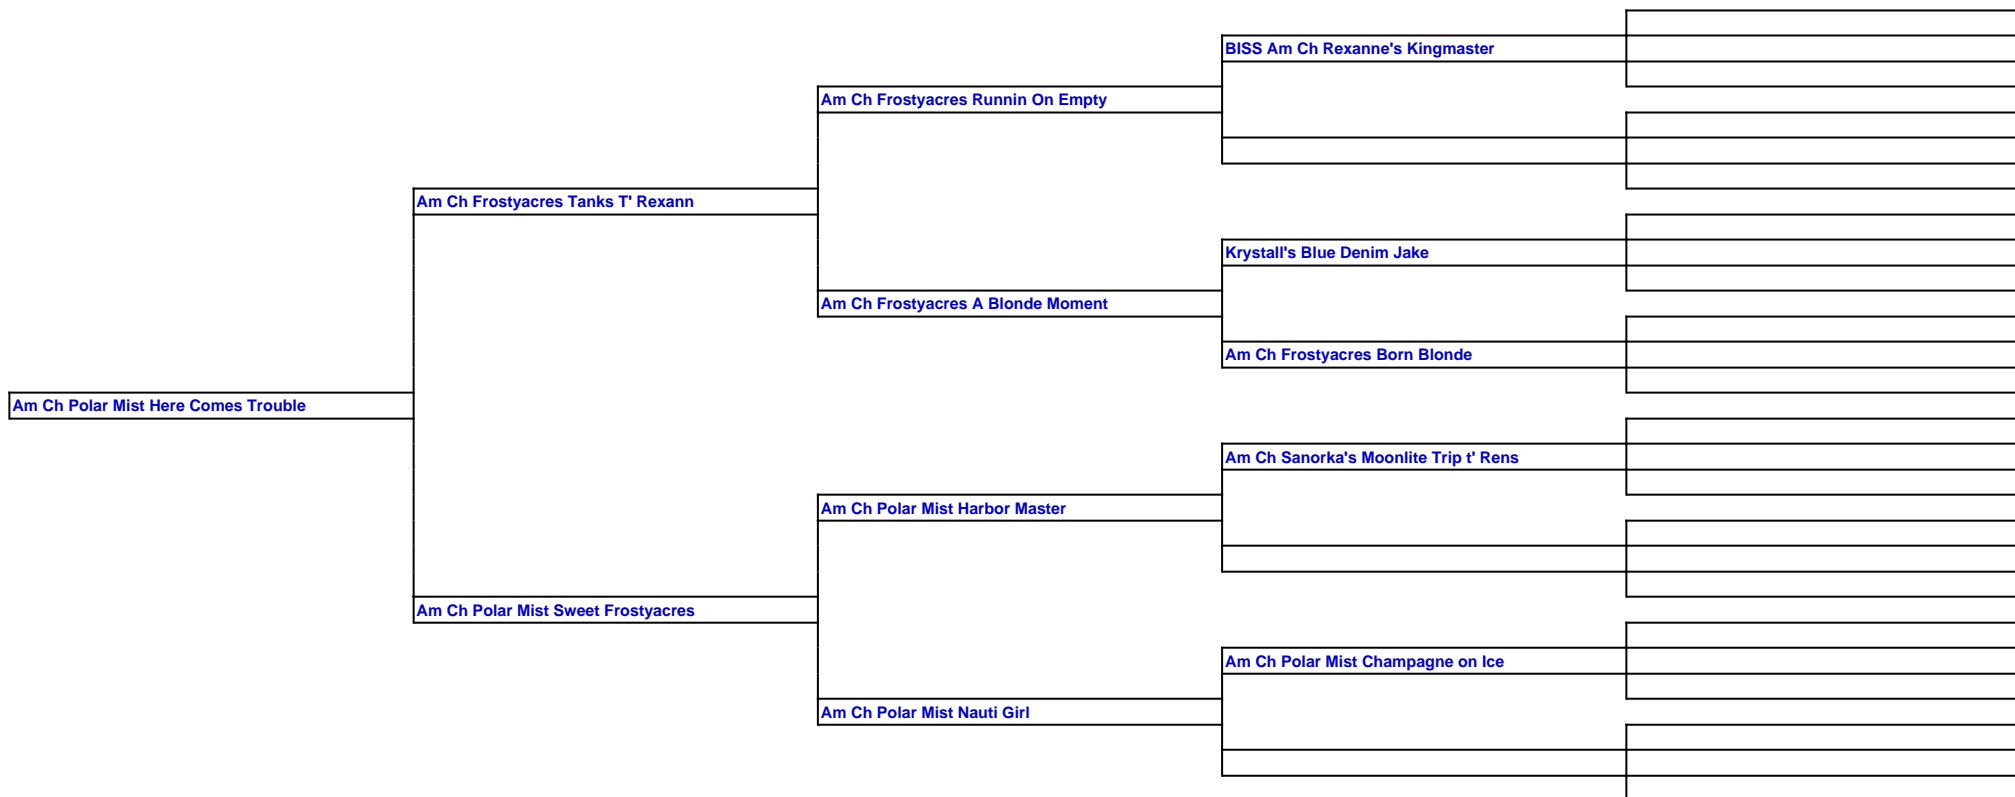 BISS Am Ch Rexanne's Kingmaster
Am Ch Frostyacres Runnin On Empty
Am Ch Frostyacres Tanks T' Rexann
Krystall's Blue Denim Jake
Am Ch Frostyacres A Blonde Moment
Am Ch Frostyacres Born Blonde
Am Ch Polar Mist Here Comes Trouble
Am Ch Sanorka's Moonlite Trip t' Rens
Am Ch Polar Mist Harbor Master
Am Ch Polar Mist Sweet Frostyacres
Am Ch Polar Mist Champagne on Ice
Am Ch Polar Mist Nauti Girl